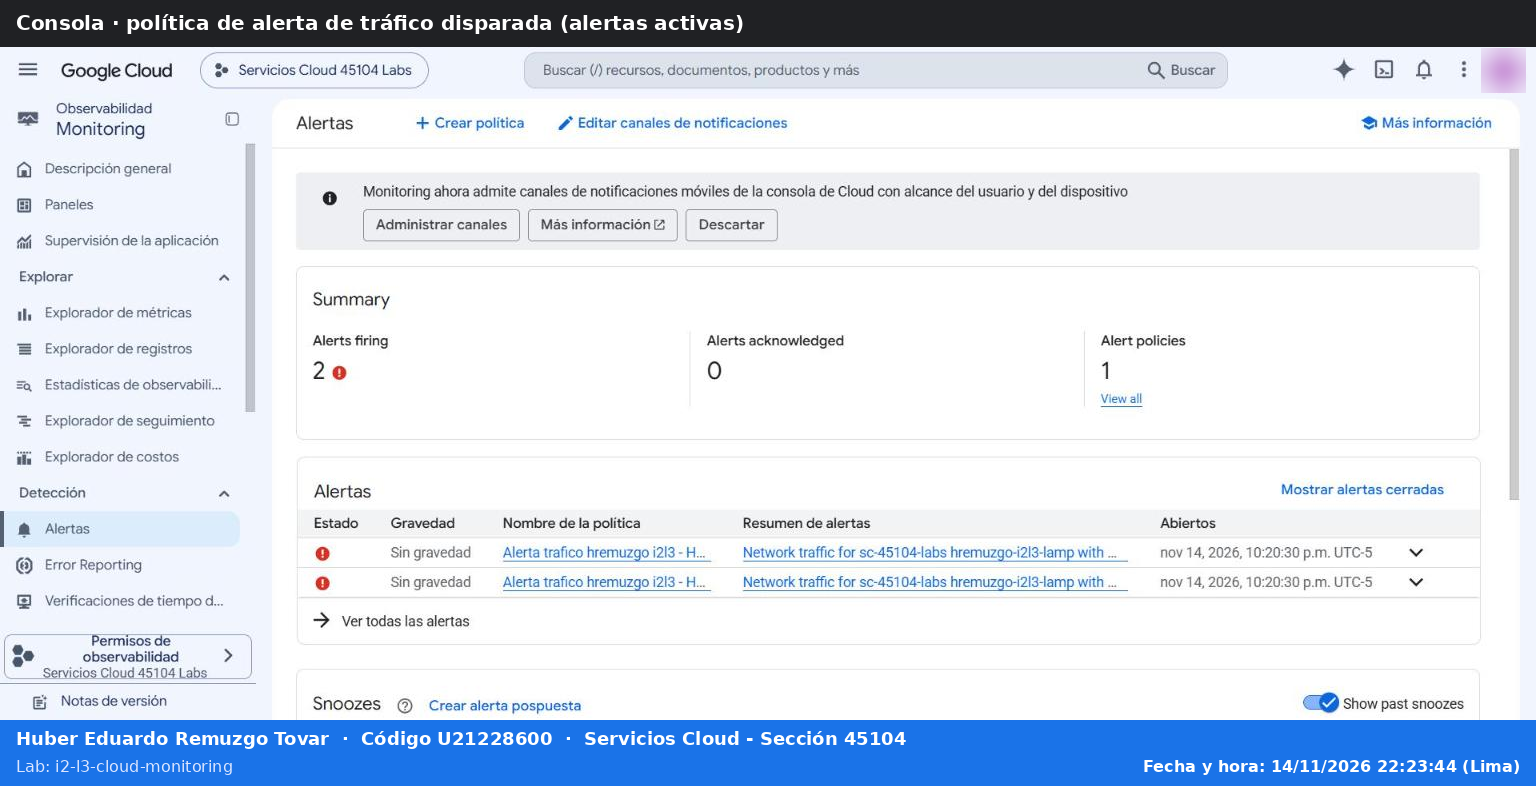 Consola · política de alerta de tráfico disparada (alertas activas)
Google Cloud
Servicios Cloud 45104 Labs
Buscar (/) recursos, documentos, productos y más
Buscar
Observabilidad
Monitoring
Alertas
Crear política
Editar canales de notificaciones
Más información
Descripción general
Paneles
Supervisión de la aplicación
Explorar
Explorador de métricas
Explorador de registros
Estadísticas de observabili...
Explorador de seguimiento
Explorador de costos
Detección
Alertas
Error Reporting
Verificaciones de tiempo d...
Permisos de
observabilidad
Servicios Cloud 45104 Labs
Notas de versión
Monitoring ahora admite canales de notificaciones móviles de la consola de Cloud con alcance del usuario y del dispositivo
Administrar canales
Más información
Descartar
Summary
Alerts firing
2
Alerts acknowledged
0
Alert policies
1
View all
Alertas
Mostrar alertas cerradas
Estado Gravedad Nombre de la política Resumen de alertas Abiertos
Sin gravedad Alerta trafico hremuzgo i2l3 - H... Network traffic for sc-45104-labs hremuzgo-i2l3-lamp with ... nov 14, 2026, 10:20:30 p.m. UTC-5
Sin gravedad Alerta trafico hremuzgo i2l3 - H... Network traffic for sc-45104-labs hremuzgo-i2l3-lamp with ... nov 14, 2026, 10:20:30 p.m. UTC-5
Ver todas las alertas
Snoozes
Crear alerta pospuesta
Show past snoozes
Huber Eduardo Remuzgo Tovar · Código U21228600 · Servicios Cloud - Sección 45104
Lab: i2-l3-cloud-monitoring
Fecha y hora: 14/11/2026 22:23:44 (Lima)